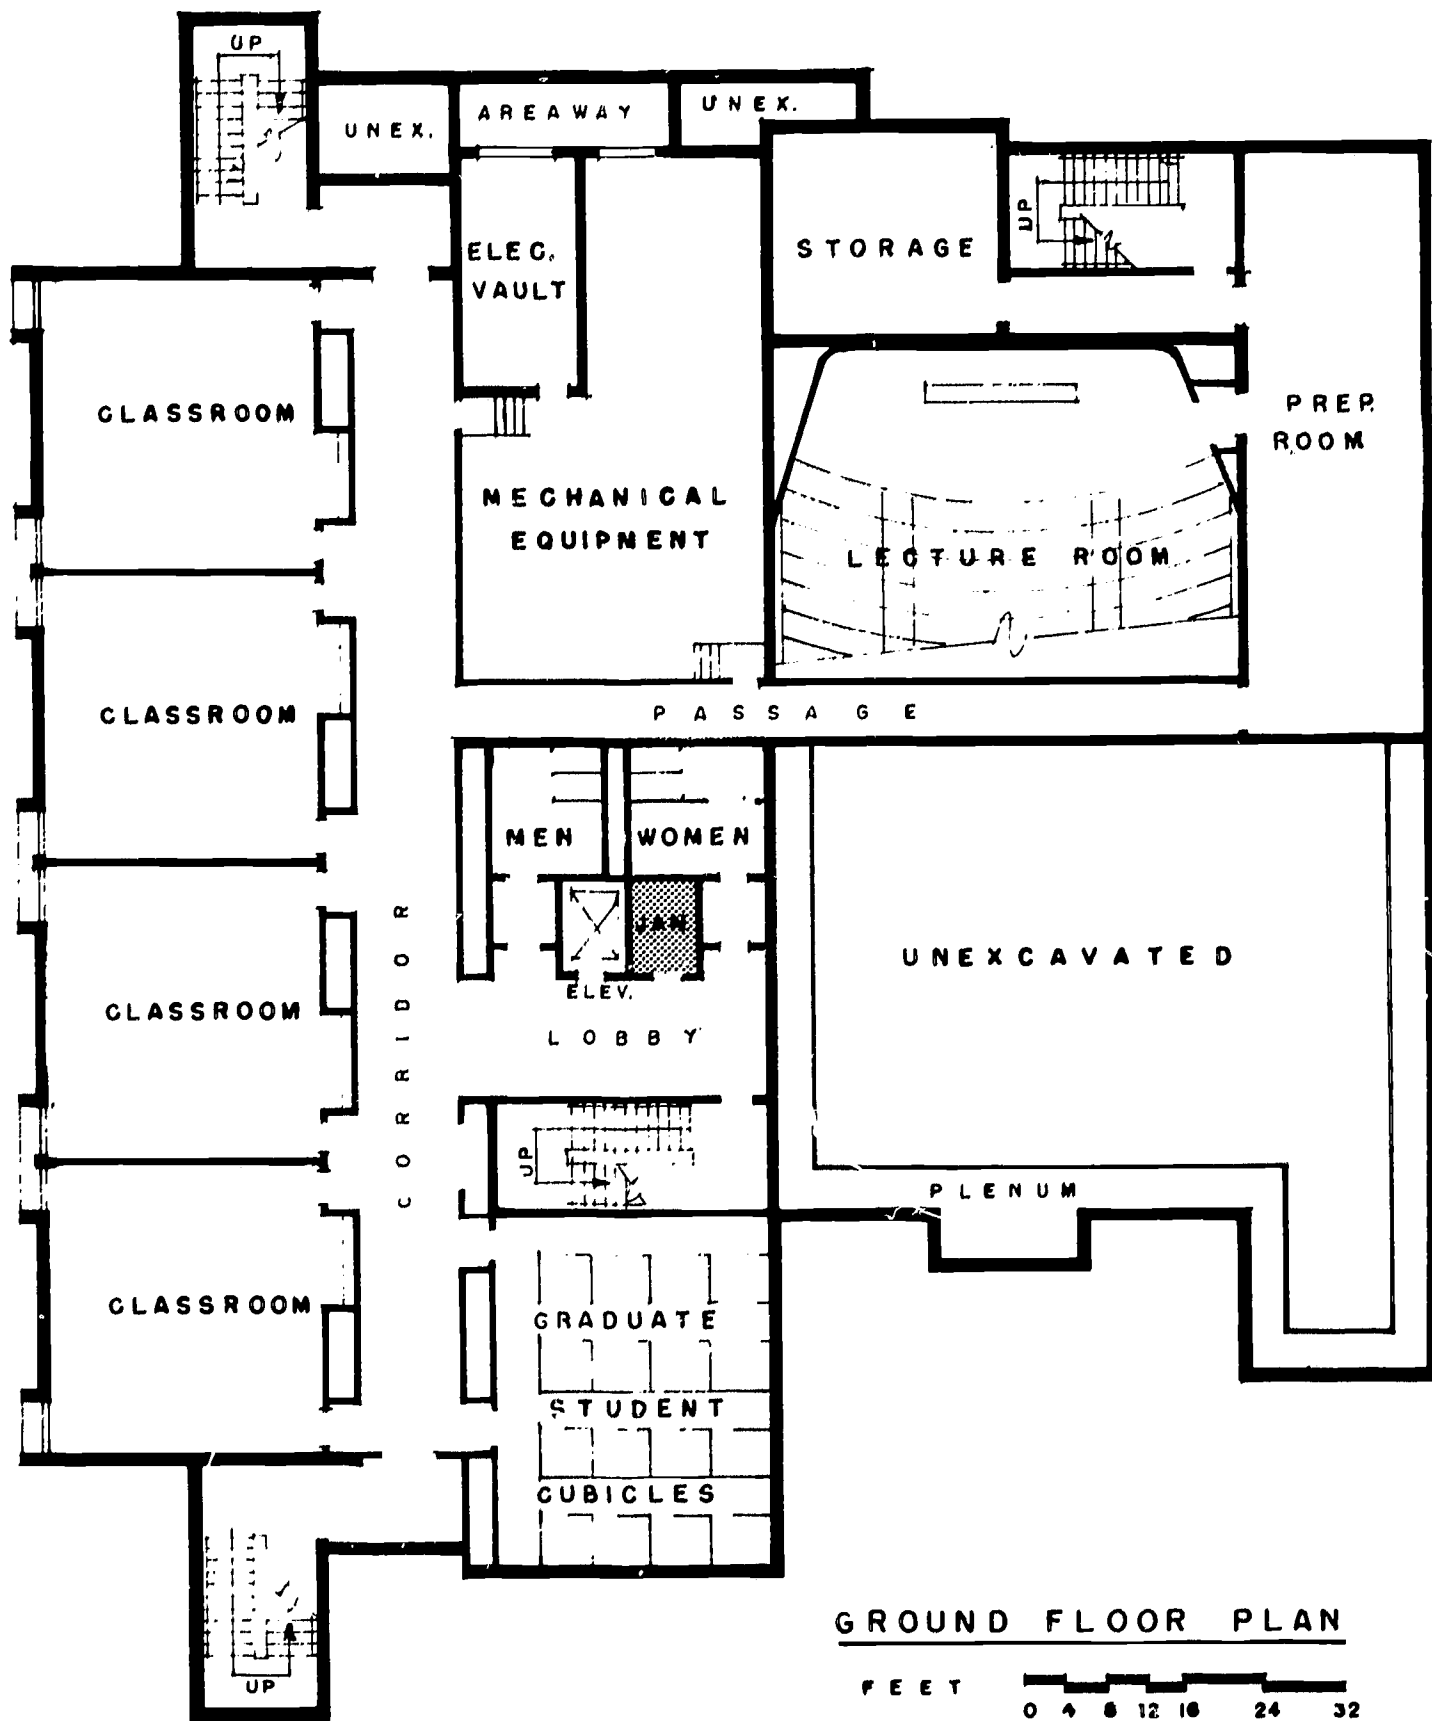 UP
UNEX.
AREAWAY
UNEX.
UP
ELEC.
VAULT
STORAGE
CLASSROOM
PREP.
ROOM
MECHANICAL
EQUIPMENT
LECTURE ROOM
CLASSROOM
PASSAGE
MEN
WOMEN
JAN.
ELEV.
LOBBY
CORRIDOR
CLASSROOM
UNEXCAVATED
UP
PLENUM
CLASSROOM
GRADUATE
STUDENT
CUBICLES
UP
GROUND FLOOR PLAN
FEET
0 4 8 12 16 24 32